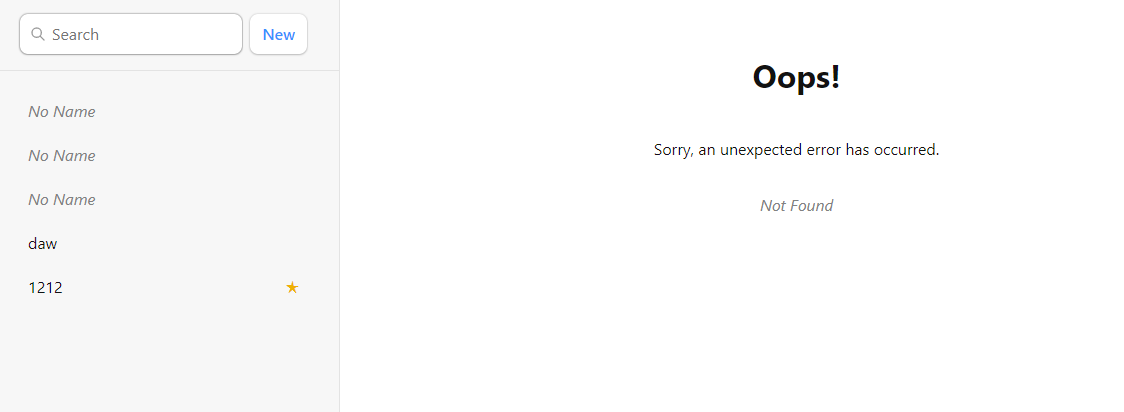 Search
New
No Name
No Name
No Name
daw
1212
Oops!
Sorry, an unexpected error has occurred.
Not Found